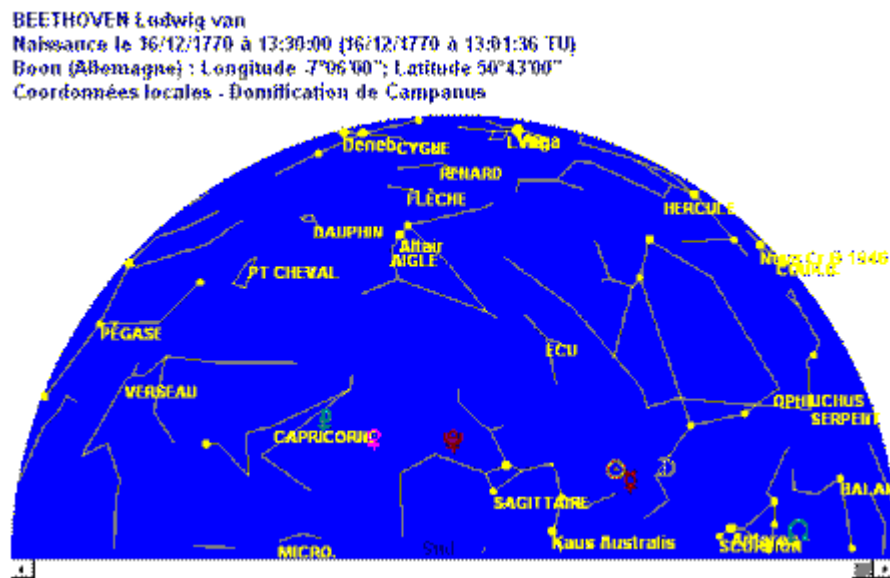 BEETHOVEN Ludwig van
Naissance le 16/12/1770 à 13:30:00 (16/12/1770 à 13:01:36 TU)
Bonn (Allemagne) : Longitude -7°06'00"; Latitude 50°43'00"
Coordonnées locales - Domification de Campanus
Deneb CYGNE
RENARD
FLÈCHE
HERCULE
DAUPHIN
Altair
AIGLE
PT CHEVAL
PÉGASE
ECU
VERSEAU
OPHIUCHUS
SERPENT
CAPRICORNE
SAGITTAIRE
BALAN
Kaus Australis
Antares
SCORPION
MICRO.
Sud